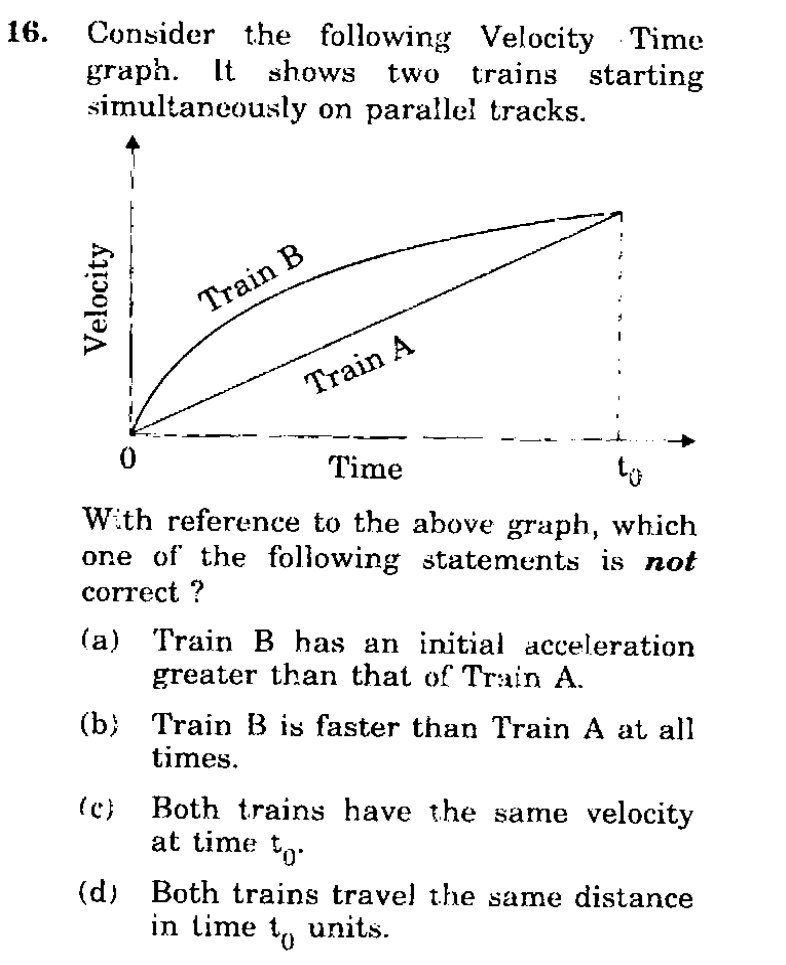 16. Consider the following Velocity Time
graph. It shows two trains starting
simultaneously on parallel tracks.
Velocity
Train B
Train A
0
Time
t₀
With reference to the above graph, which
one of the following statements is not
correct ?
(a) Train B has an initial acceleration
greater than that of Train A.
(b) Train B is faster than Train A at all
times.
(c) Both trains have the same velocity
at time t₀.
(d) Both trains travel the same distance
in time t₀ units.